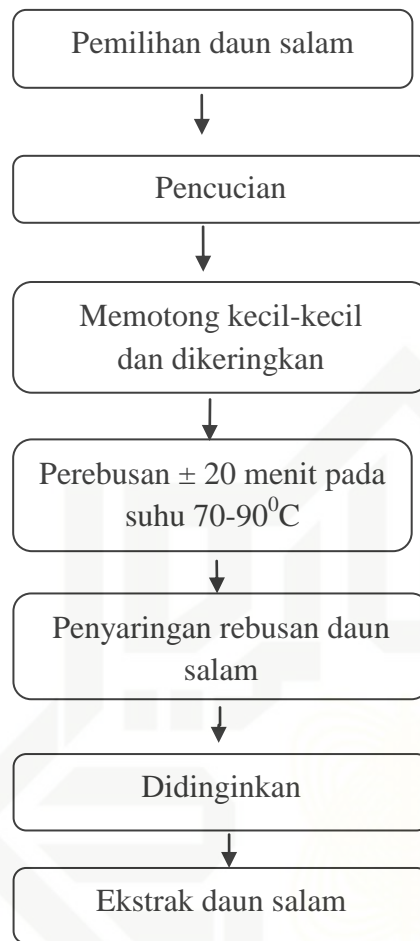 Pemilihan daun salam
Pencucian
Memotong kecil-kecil
dan dikeringkan
Perebusan ± 20 menit pada
suhu 70-90⁰C
Penyaringan rebusan daun
salam
Didinginkan
Ekstrak daun salam